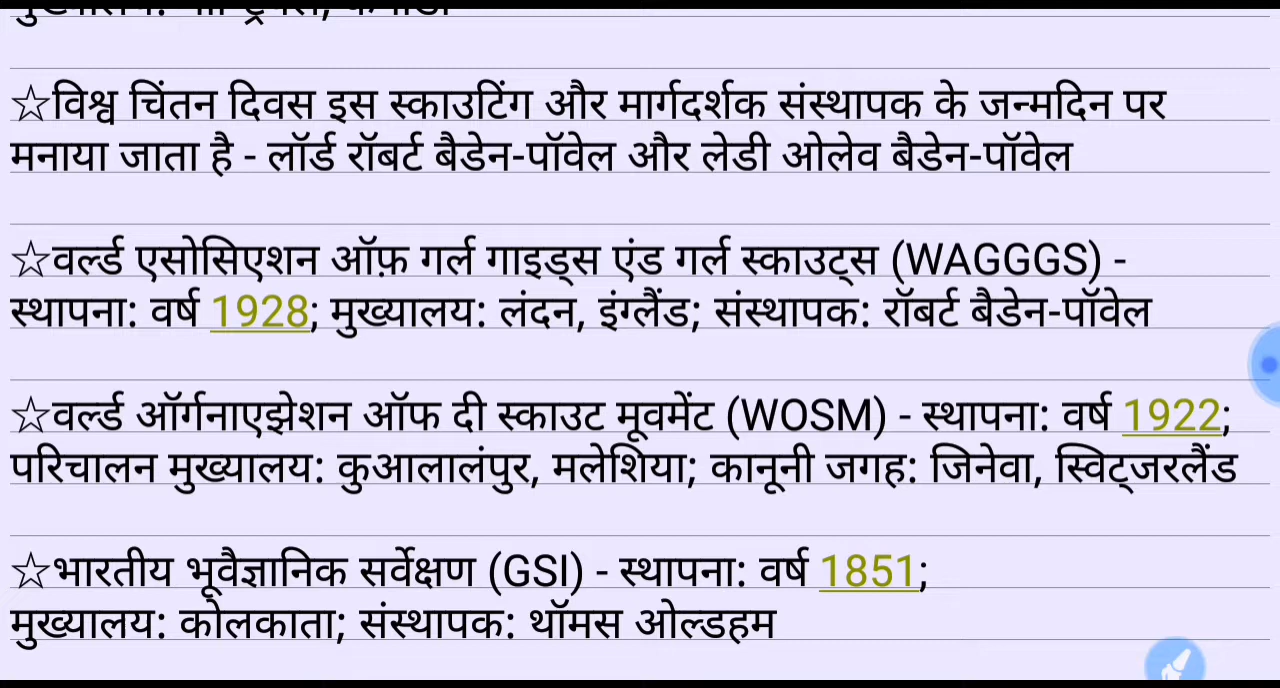 ☆विश्व चिंतन दिवस इस स्काउटिंग और मार्गदर्शक संस्थापक के जन्मदिन पर
मनाया जाता है - लॉर्ड रॉबर्ट बैडेन-पॉवेल और लेडी ओलेव बैडेन-पॉवेल
☆वर्ल्ड एसोसिएशन ऑफ़ गर्ल गाइड्स एंड गर्ल स्काउट्स (WAGGGS) -
स्थापना: वर्ष 1928; मुख्यालय: लंदन, इंग्लैंड; संस्थापक: रॉबर्ट बैडेन-पॉवेल
☆वर्ल्ड ऑर्गनाएझेशन ऑफ दी स्काउट मूवमेंट (WOSM) - स्थापना: वर्ष 1922;
परिचालन मुख्यालय: कुआलालंपुर, मलेशिया; कानूनी जगह: जिनेवा, स्विट्जरलैंड
☆भारतीय भूवैज्ञानिक सर्वेक्षण (GSI) - स्थापना: वर्ष 1851;
मुख्यालय: कोलकाता; संस्थापक: थॉमस ओल्डहम